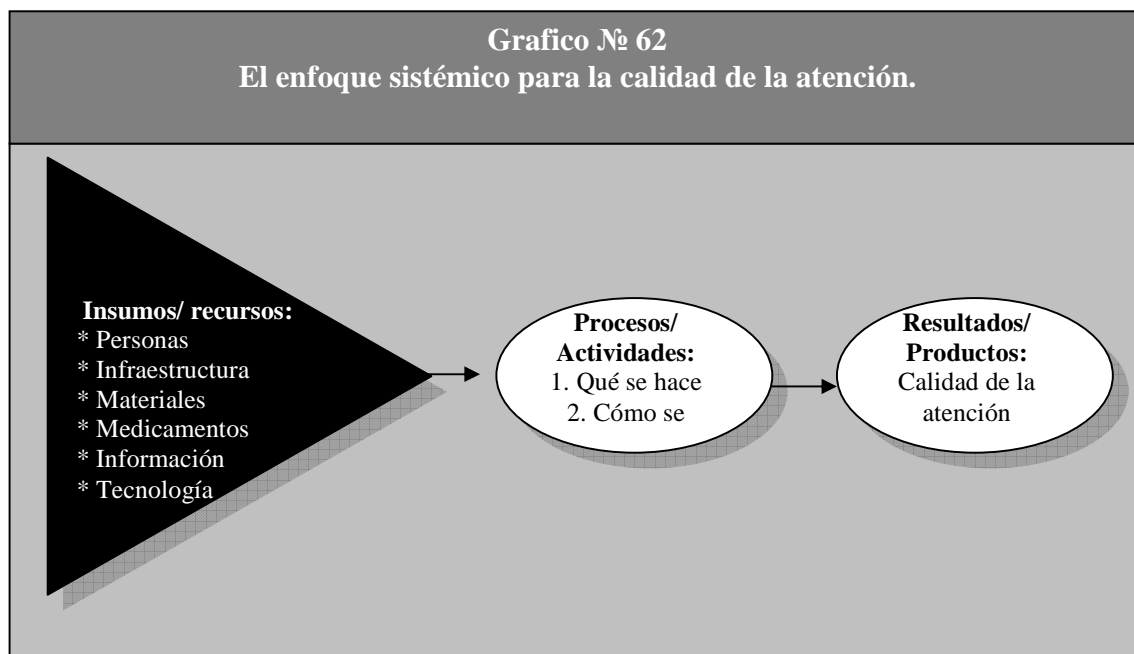 Grafico № 62
El enfoque sistémico para la calidad de la atención.
Insumos/ recursos:
* Personas
* Infraestructura
* Materiales
* Medicamentos
* Información
* Tecnología
Procesos/
Actividades:
1. Qué se hace
2. Cómo se
Resultados/
Productos:
Calidad de la
atención